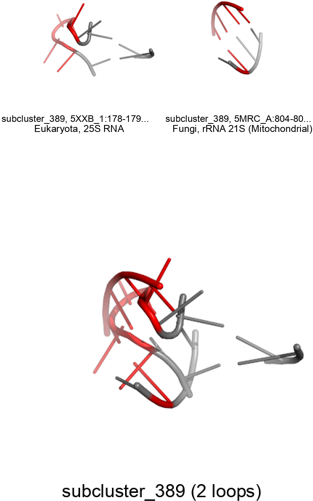 subcluster_389, 5XXB_1:178-179...
Eukaryota, 25S RNA
subcluster_389, 5MRC_A:804-80...
Fungi, rRNA 21S (Mitochondrial)
subcluster_389 (2 loops)